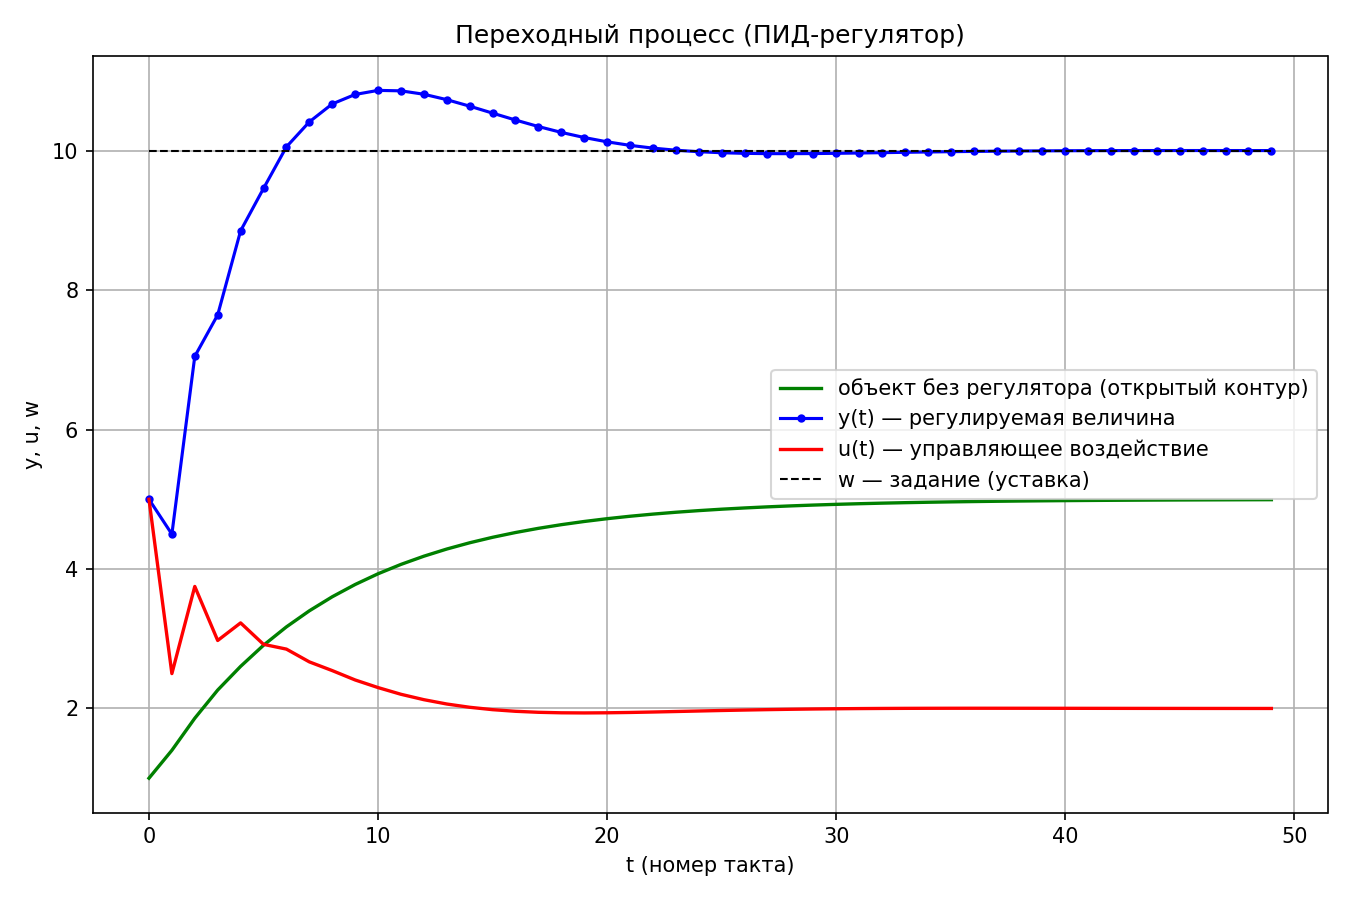 Переходный процесс (ПИД-регулятор)
y, u, w
10
8
6
4
2
объект без регулятора (открытый контур)
y(t) — регулируемая величина
u(t) — управляющее воздействие
w — задание (уставка)
0 10 20 30 40 50
t (номер такта)